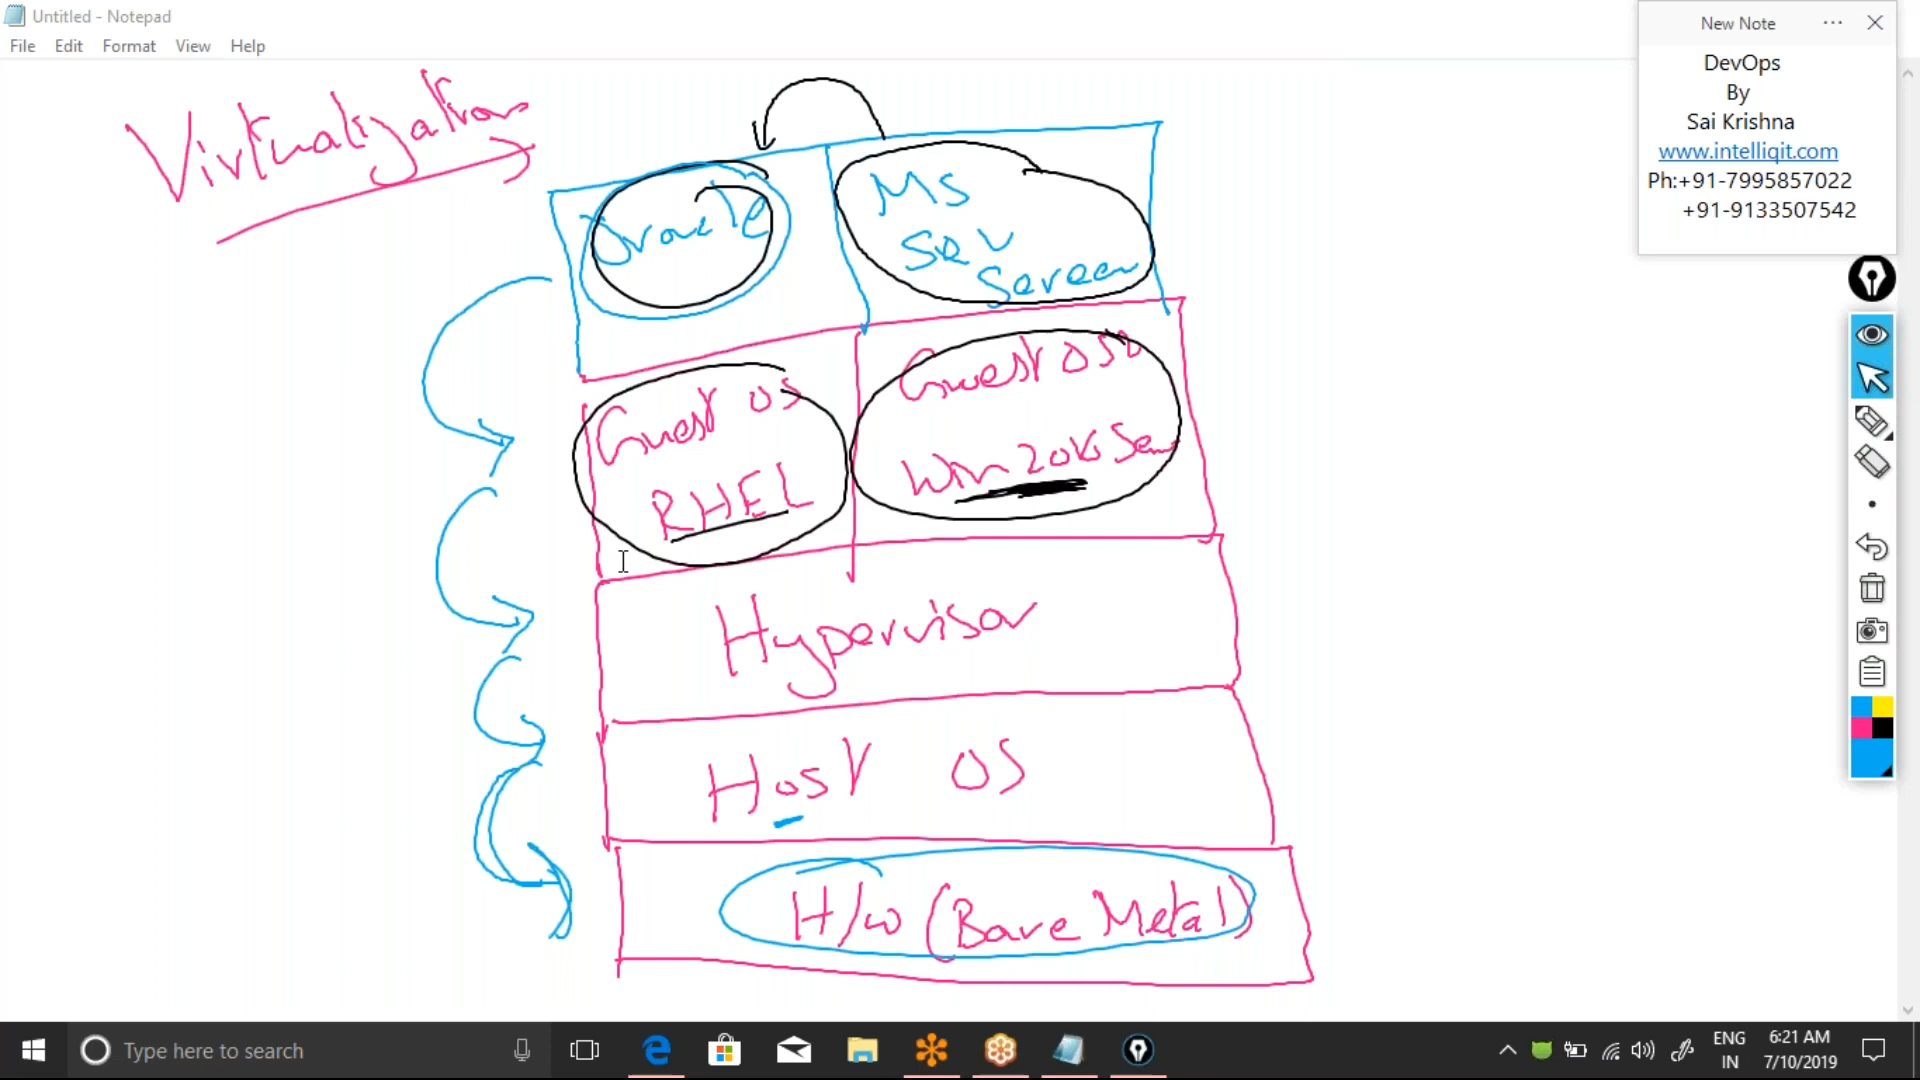 Untitled - Notepad
File Edit Format View Help
New Note
DevOps
By
Sai Krishna
www.intelliqit.com
Ph:+91-7995857022
+91-9133507542
Virtualization
Oracle
MS
SQL
Server
Guest OS
RHEL
Guest OS
Win
Hypervisor
Host OS
H/w (Bare Metal)
Type here to search
ENG
IN
6:21 AM
7/10/2019